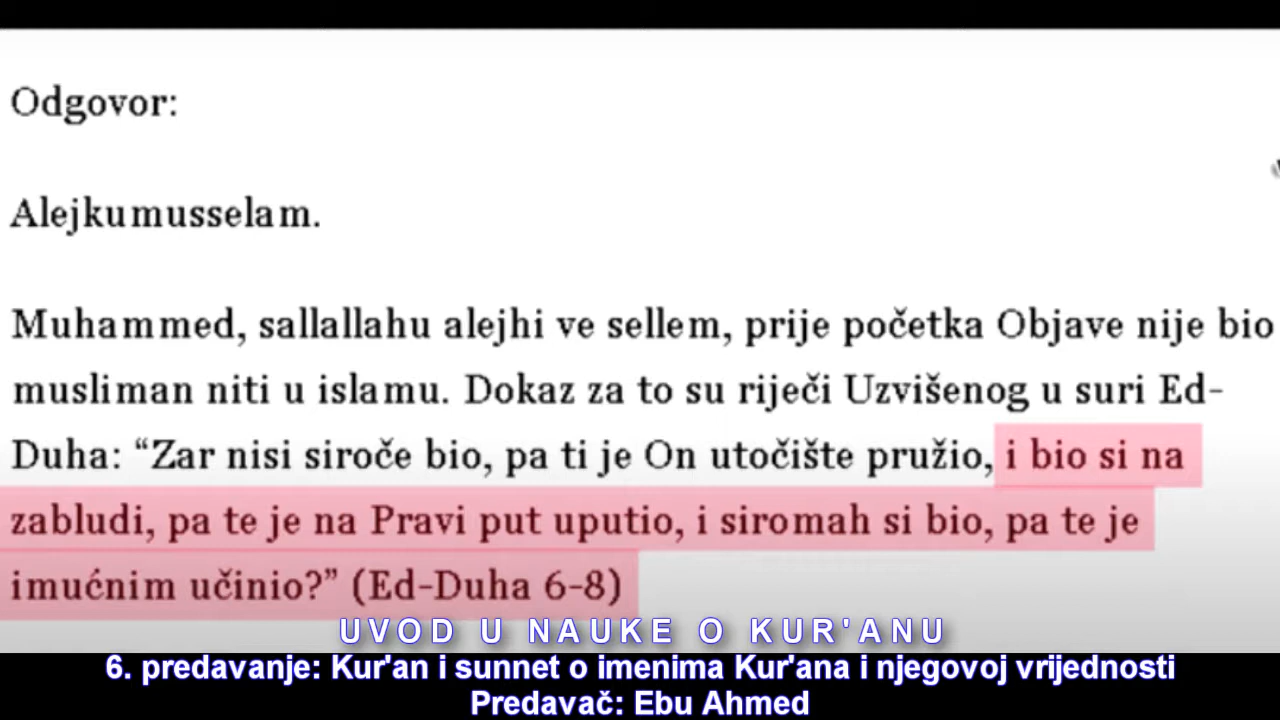 Odgovor:
Alejkumusselam.
Muhammed, sallallahu alejhi ve sellem, prije početka Objave nije bio
musliman niti u islamu. Dokaz za to su riječi Uzvišenog u suri Ed-
Duha: “Zar nisi siroče bio, pa ti je On utočište pružio, i bio si na
zabludi, pa te je na Pravi put uputio, i siromah si bio, pa te je
imućnim učinio?” (Ed-Duha 6-8)
UVOD U NAUKE O KUR'ANU
6. predavanje: Kur'an i sunnet o imenima Kur'ana i njegovoj vrijednosti
Predavač: Ebu Ahmed